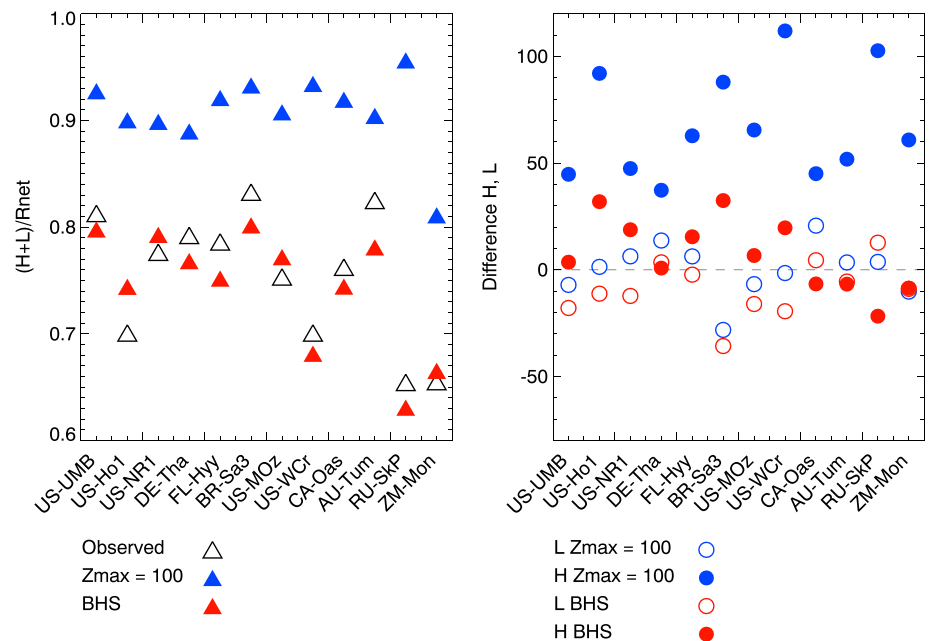 1.0
0.9
0.8
0.7
0.6
(H+L)/Rnet
US-UMB
US-Ho1
US-NR1
DE-Tha
FL-Hyy
BR-Sa3
US-MOz
US-WCr
CA-Oas
AU-Tum
RU-SkP
ZM-Mon
Observed
Zmax = 100
BHS
100
50
0
-50
Difference H, L
US-UMB
US-Ho1
US-NR1
DE-Tha
FL-Hyy
BR-Sa3
US-MOz
US-WCr
CA-Oas
AU-Tum
RU-SkP
ZM-Mon
L Zmax = 100
H Zmax = 100
L BHS
H BHS